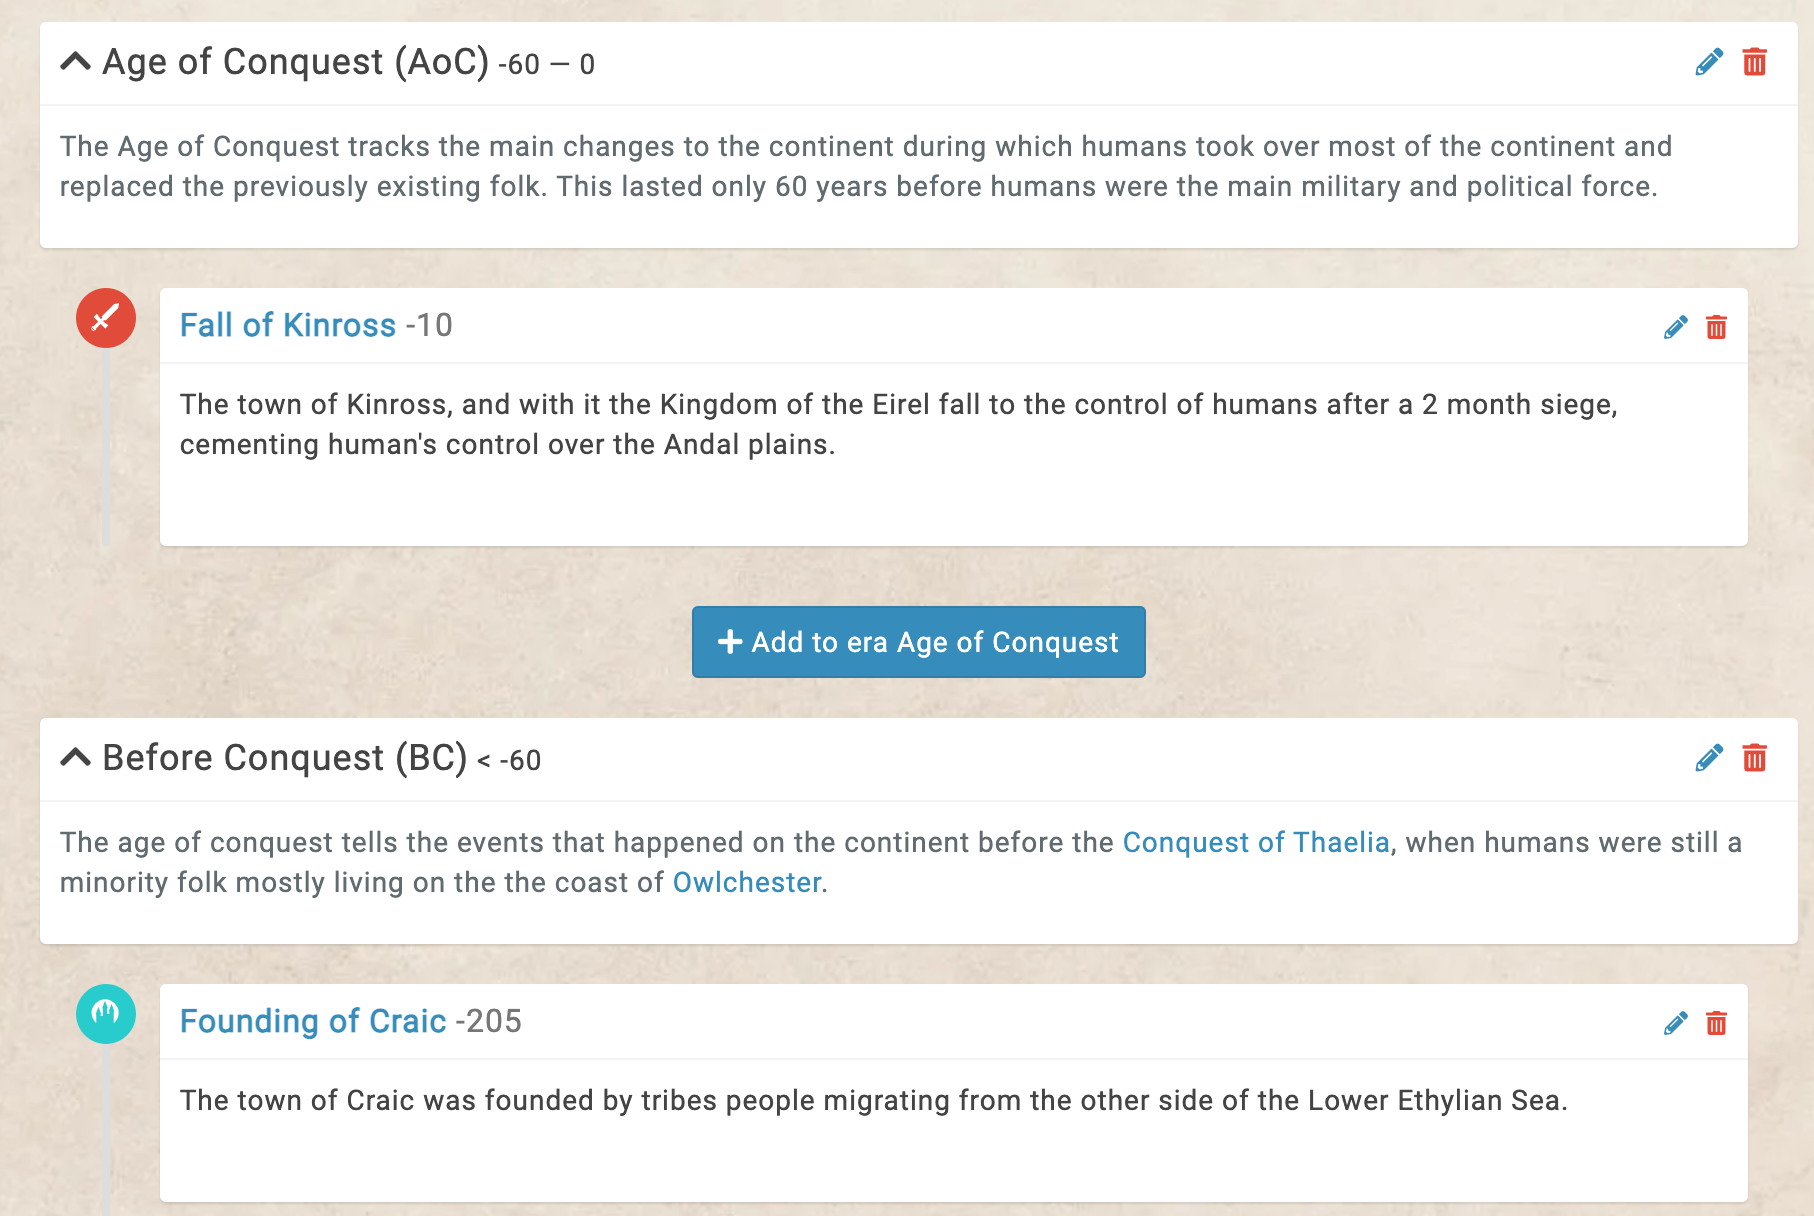 Age of Conquest (AoC) -60 — 0
The Age of Conquest tracks the main changes to the continent during which humans took over most of the continent and
replaced the previously existing folk. This lasted only 60 years before humans were the main military and political force.
Fall of Kinross -10
The town of Kinross, and with it the Kingdom of the Eirel fall to the control of humans after a 2 month siege,
cementing human's control over the Andal plains.
Add to era Age of Conquest
Before Conquest (BC) < -60
The age of conquest tells the events that happened on the continent before the Conquest of Thaelia, when humans were still a
minority folk mostly living on the the coast of Owlchester.
Founding of Craic -205
The town of Craic was founded by tribes people migrating from the other side of the Lower Ethylian Sea.